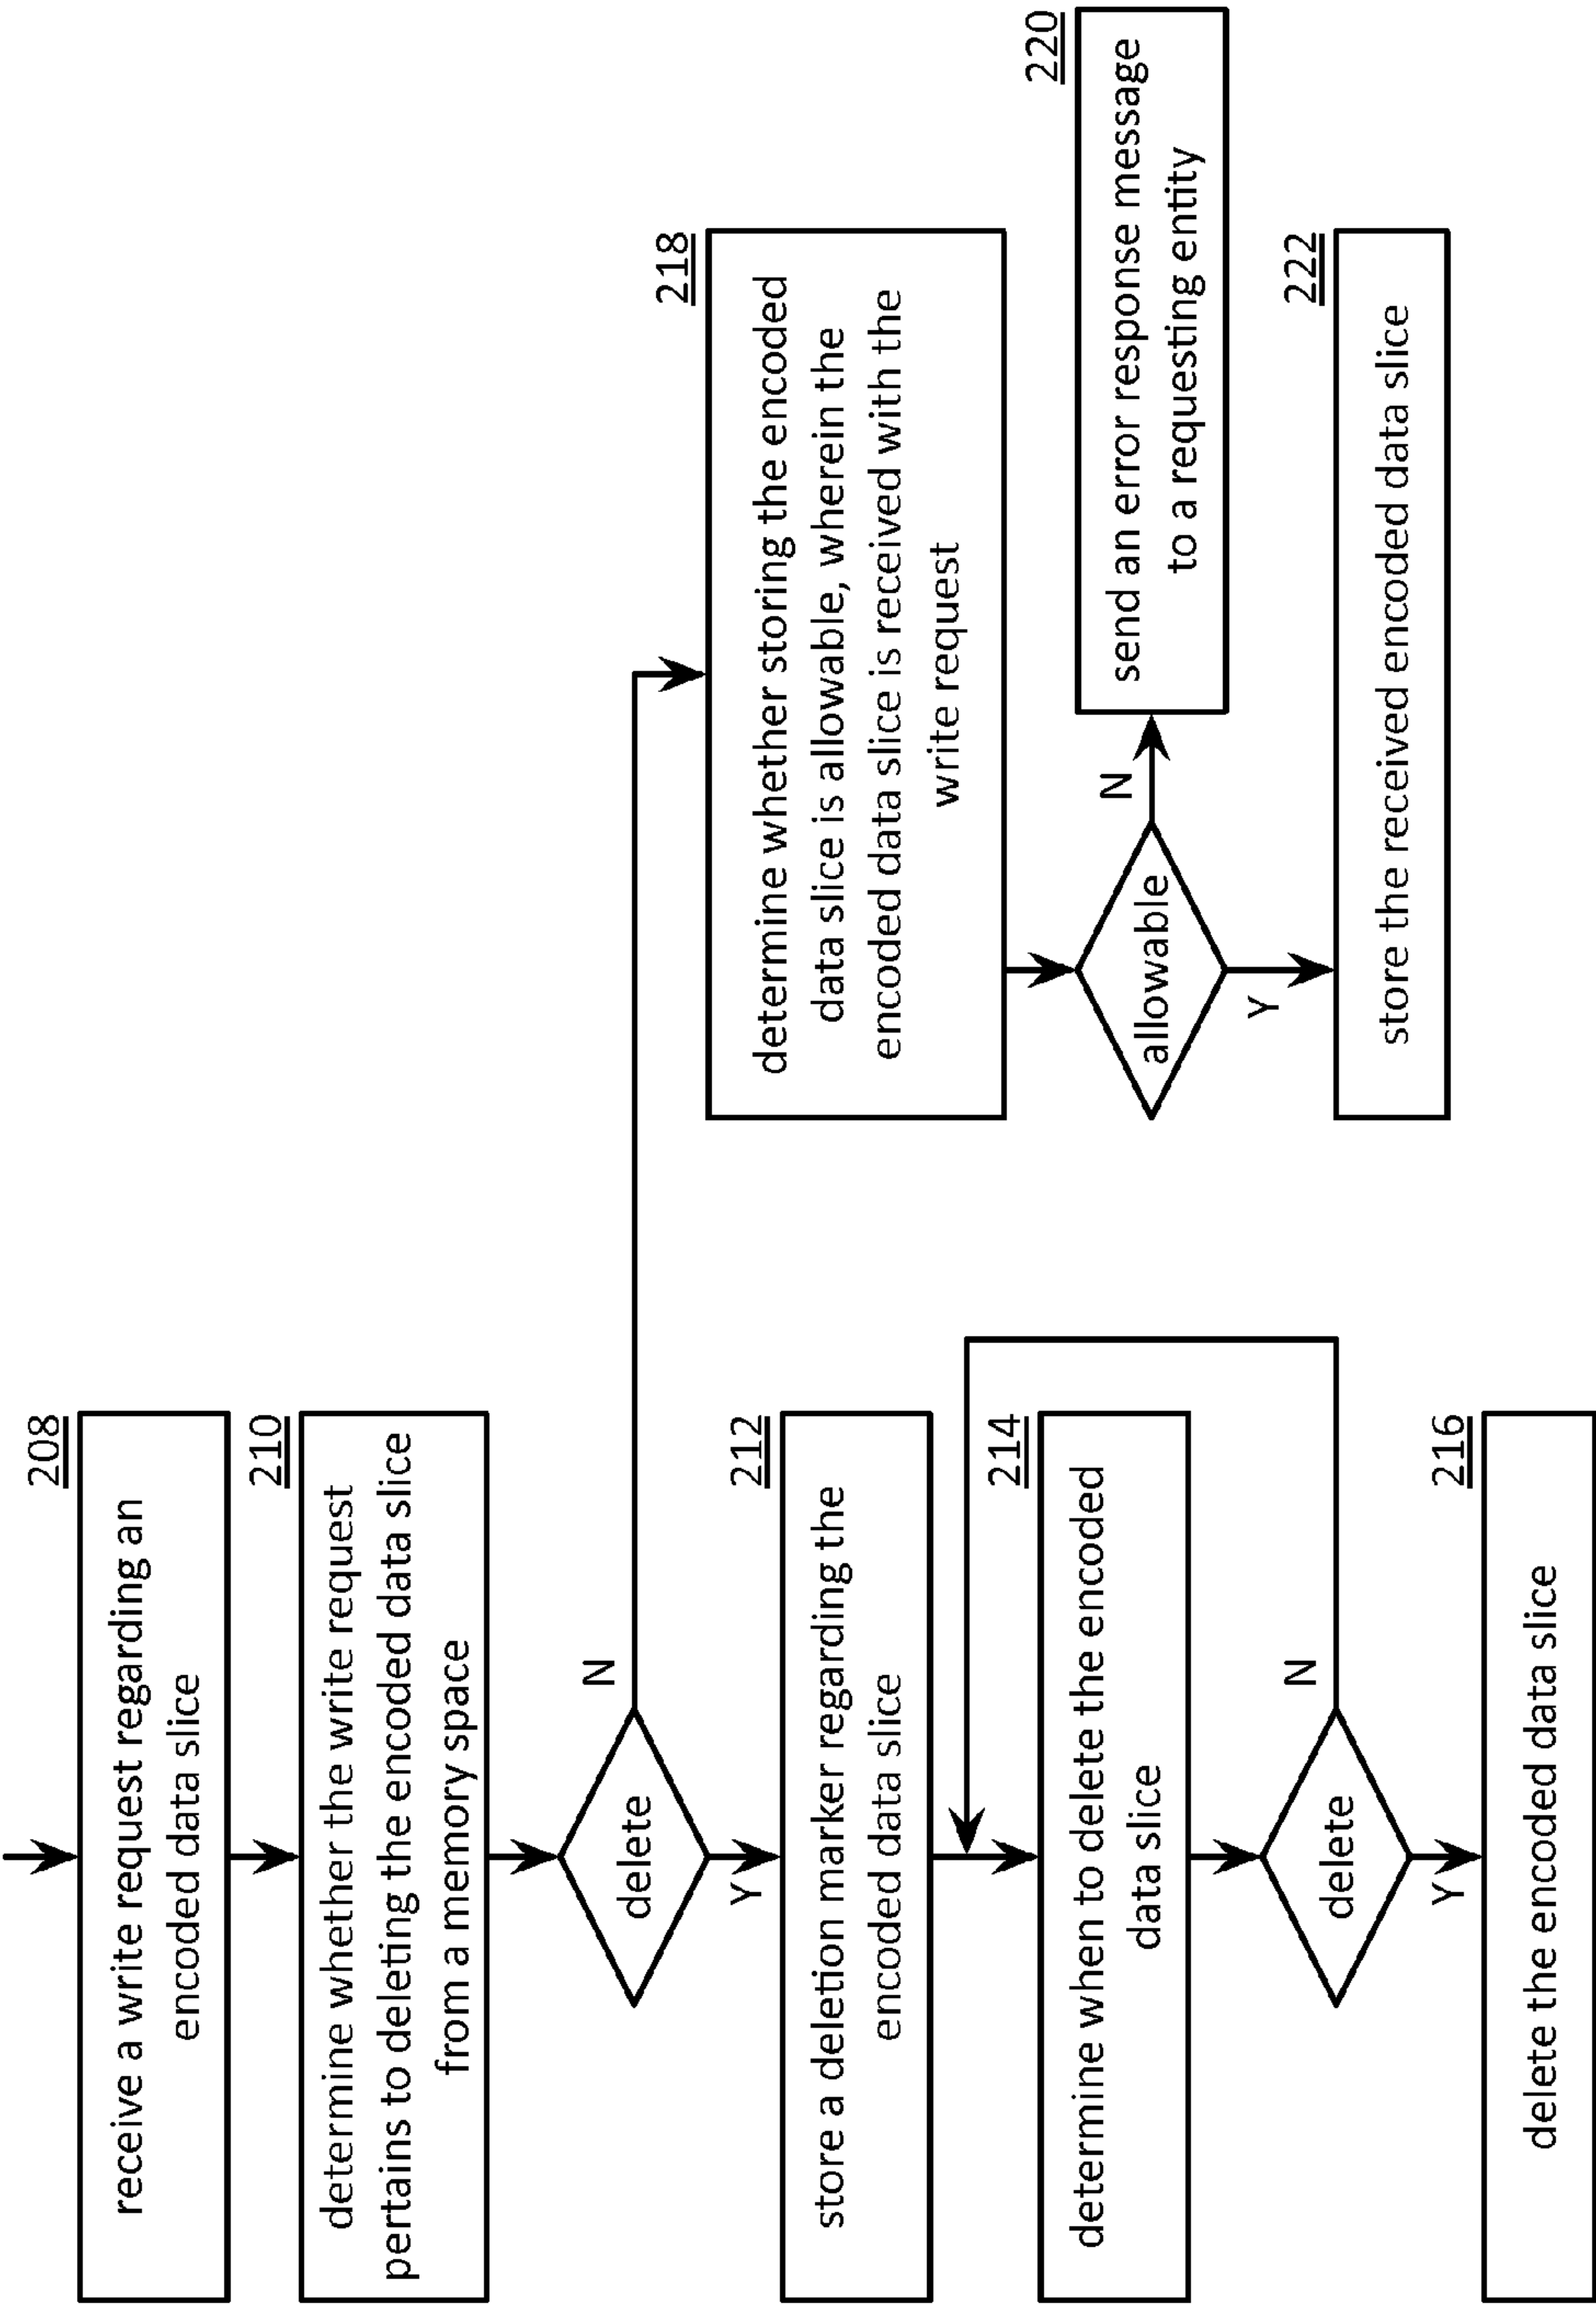 208
receive a write request regarding an
encoded data slice
210
determine whether the write request
pertains to deleting the encoded data slice
from a memory space
delete
N
Y
212
store a deletion marker regarding the
encoded data slice
214
determine when to delete the encoded
data slice
delete
N
Y
216
delete the encoded data slice
218
determine whether storing the encoded
data slice is allowable, wherein the
encoded data slice is received with the
write request
allowable
N
Y
220
send an error response message
to a requesting entity
222
store the received encoded data slice